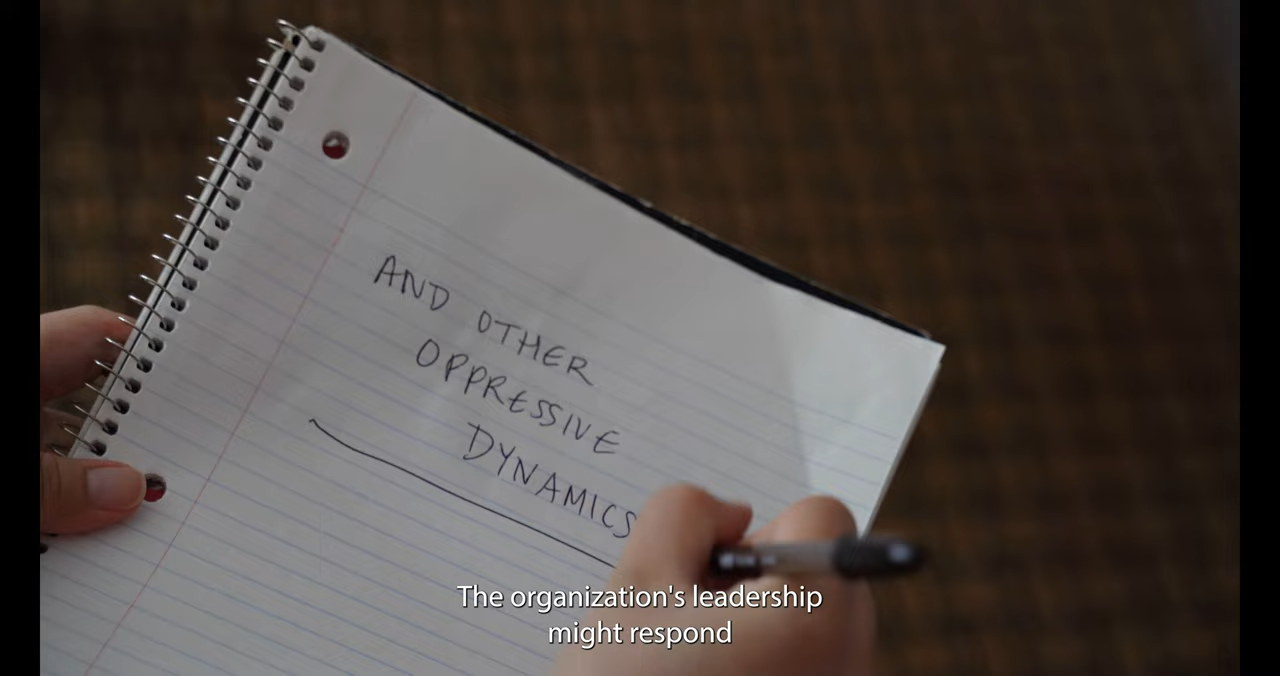 AND OTHER
OPPRESSIVE
DYNAMICS
The organization's leadership
might respond